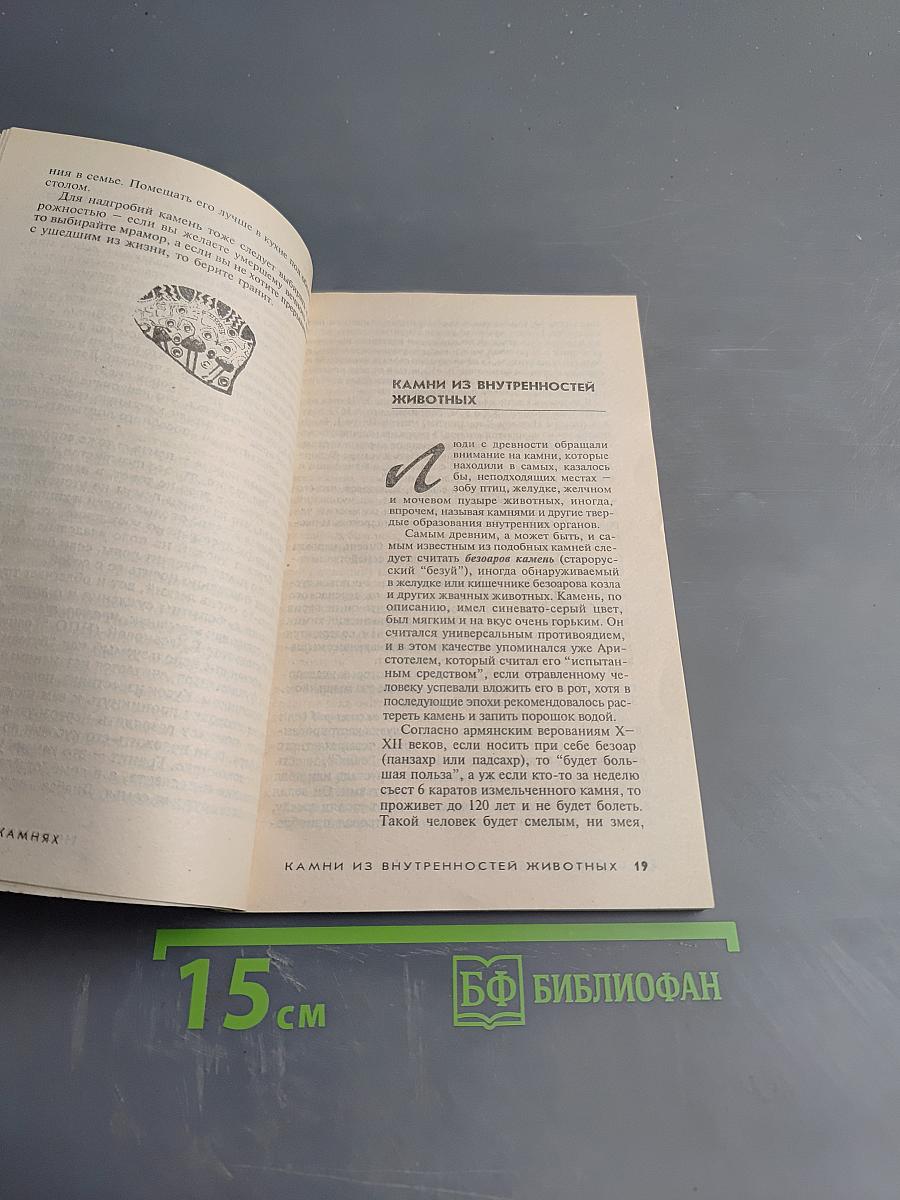 ния в семье. Помещать его лучше в кухне под
столом.
Для надгробий камень тоже следует выбирать
рожностью – если вы желаете умершему
то выбирайте мрамор, а если вы не хотите
с ушедшим из жизни, то берите гранит.
КАМНЯХ
КАМНИ ИЗ ВНУТРЕННОСТЕЙ
ЖИВОТНЫХ
Люди с древности обращали
внимание на камни, которые
находили в самых, казалось
бы, неподходящих местах –
зобу птиц, желудке, желчном
и мочевом пузыре животных, иногда,
впрочем, называя камнями и другие твер-
дые образования внутренних органов.
Самым древним, а может быть, и са-
мым известным из подобных камней сле-
дует считать безоаров камень (старорус-
ский “безуй”), иногда обнаруживаемый
в желудке или кишечнике безоарова козла
и других жвачных животных. Камень, по
описанию, имел синевато-серый цвет,
был мягким и на вкус очень горьким. Он
считался универсальным противоядием,
и в этом качестве упоминался уже Ари-
стотелем, который считал его “испытан-
ным средством”, если отравленному че-
ловеку успевали вложить его в рот, хотя в
последующие эпохи рекомендовалось рас-
тереть камень и запить порошок водой.
Согласно армянским верованиям X–
XII веков, если носить при себе безоар
(панзахр или падсахр), то “будет боль-
шая польза”, а уж если кто-то за неделю
съест 6 каратов измельченного камня, то
проживет до 120 лет и не будет болеть.
Такой человек будет смелым, ни змея,
КАМНИ ИЗ ВНУТРЕННОСТЕЙ ЖИВОТНЫХ 19
15 см
БФ БИБЛИОФАН